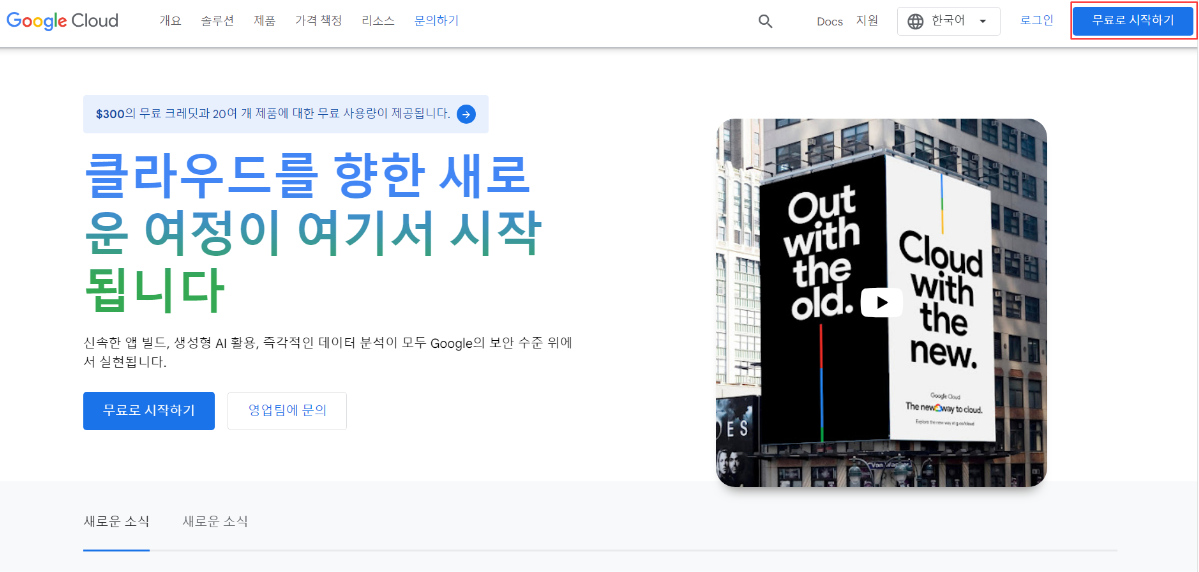 Google Cloud
개요 솔루션 제품 가격 책정 리소스 문의하기
Docs 지원 한국어 로그인 무료로 시작하기
$300의 무료 크레딧과 20여 개 제품에 대한 무료 사용량이 제공됩니다.
클라우드를 향한 새로
운 여정이 여기서 시작
됩니다
신속한 앱 빌드, 생성형 AI 활용, 즉각적인 데이터 분석이 모두 Google의 보안 수준 위에
서 실현됩니다.
무료로 시작하기 영업팀에 문의
Out
with
the
old.
Cloud
with
the
new.
Google Cloud
The new way to cloud.
새로운 소식 새로운 소식